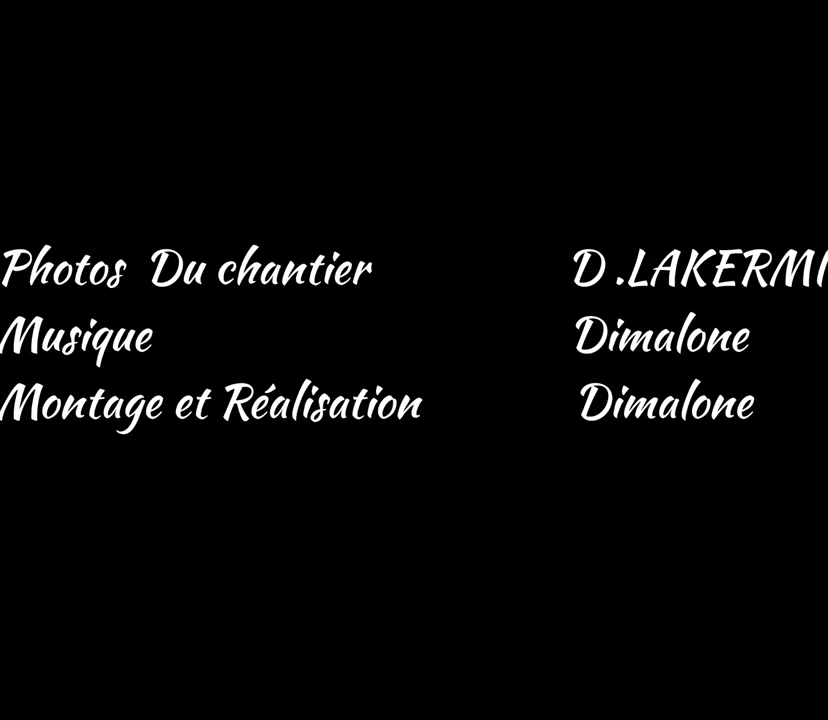 Photos Du chantier D .LAKERMI
Musique Dimalone
Montage et Réalisation Dimalone